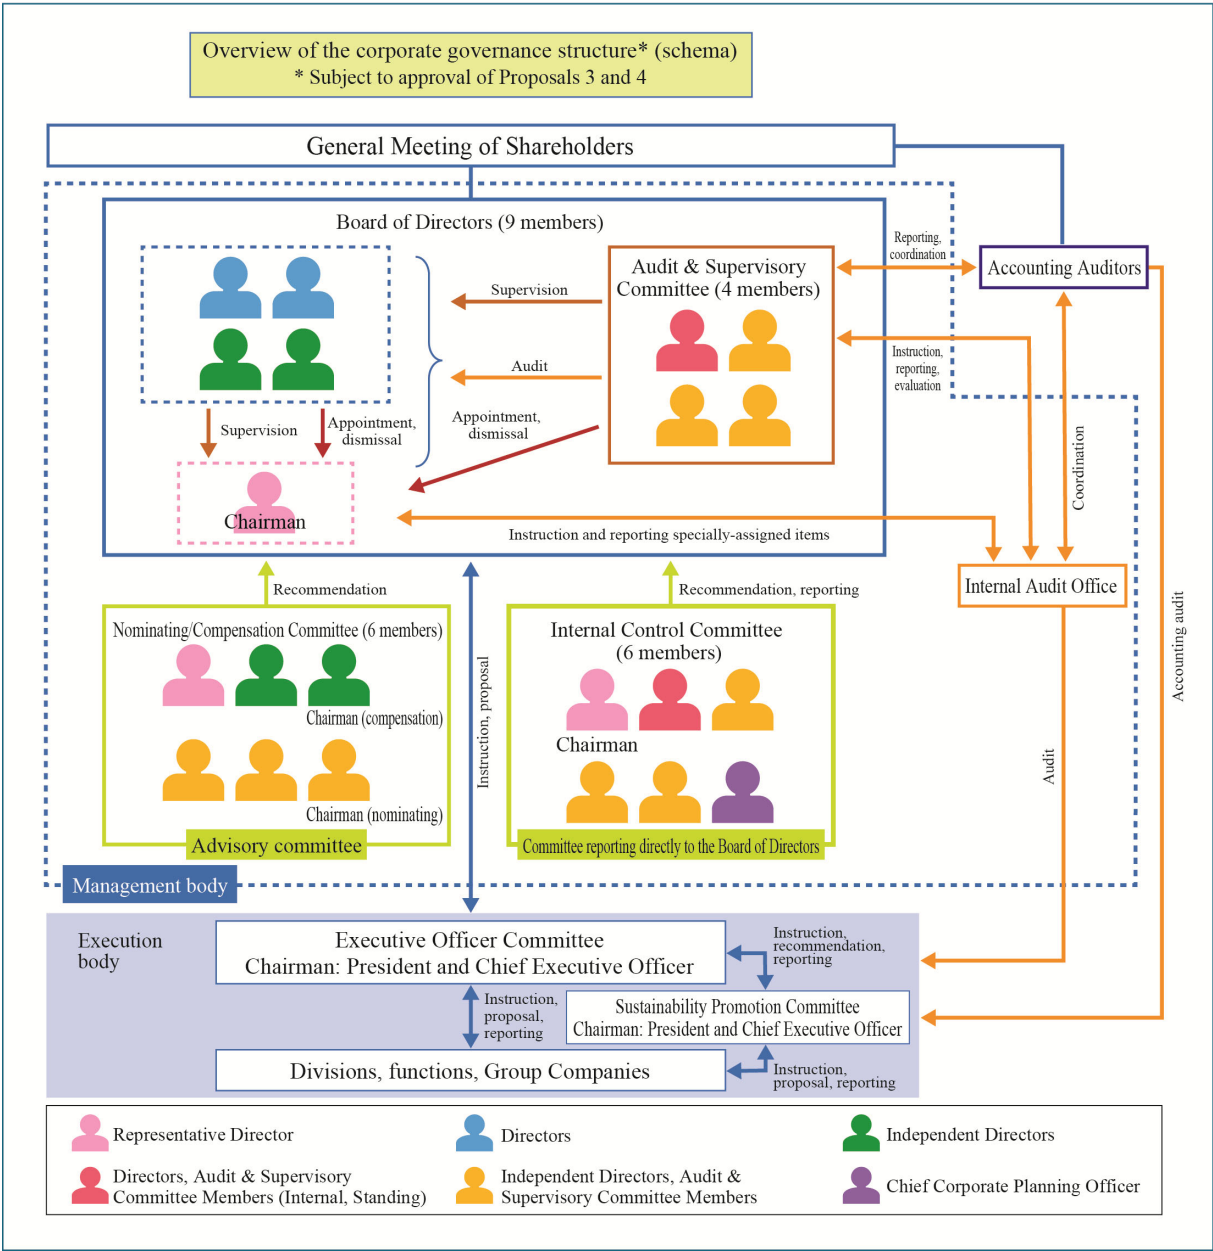 Overview of the corporate governance structure* (schema)
* Subject to approval of Proposals 3 and 4
General Meeting of Shareholders
Board of Directors (9 members)
Audit & Supervisory
Committee (4 members)
Supervision
Audit
Appointment,
dismissal
Supervision
Appointment,
dismissal
Chairman
Instruction and reporting specially-assigned items
Reporting,
coordination
Accounting Auditors
Instruction,
reporting,
evaluation
Coordination
Internal Audit Office
Accounting audit
Audit
Recommendation
Instruction, proposal
Recommendation, reporting
Nominating/Compensation Committee (6 members)
Chairman (compensation)
Chairman (nominating)
Advisory committee
Internal Control Committee
(6 members)
Chairman
Committee reporting directly to the Board of Directors
Management body
Execution
body
Executive Officer Committee
Chairman: President and Chief Executive Officer
Instruction,
recommendation,
reporting
Instruction,
proposal,
reporting
Sustainability Promotion Committee
Chairman: President and Chief Executive Officer
Divisions, functions, Group Companies
Instruction,
proposal, reporting
Representative Director
Directors
Independent Directors
Directors, Audit & Supervisory
Committee Members (Internal, Standing)
Independent Directors, Audit &
Supervisory Committee Members
Chief Corporate Planning Officer